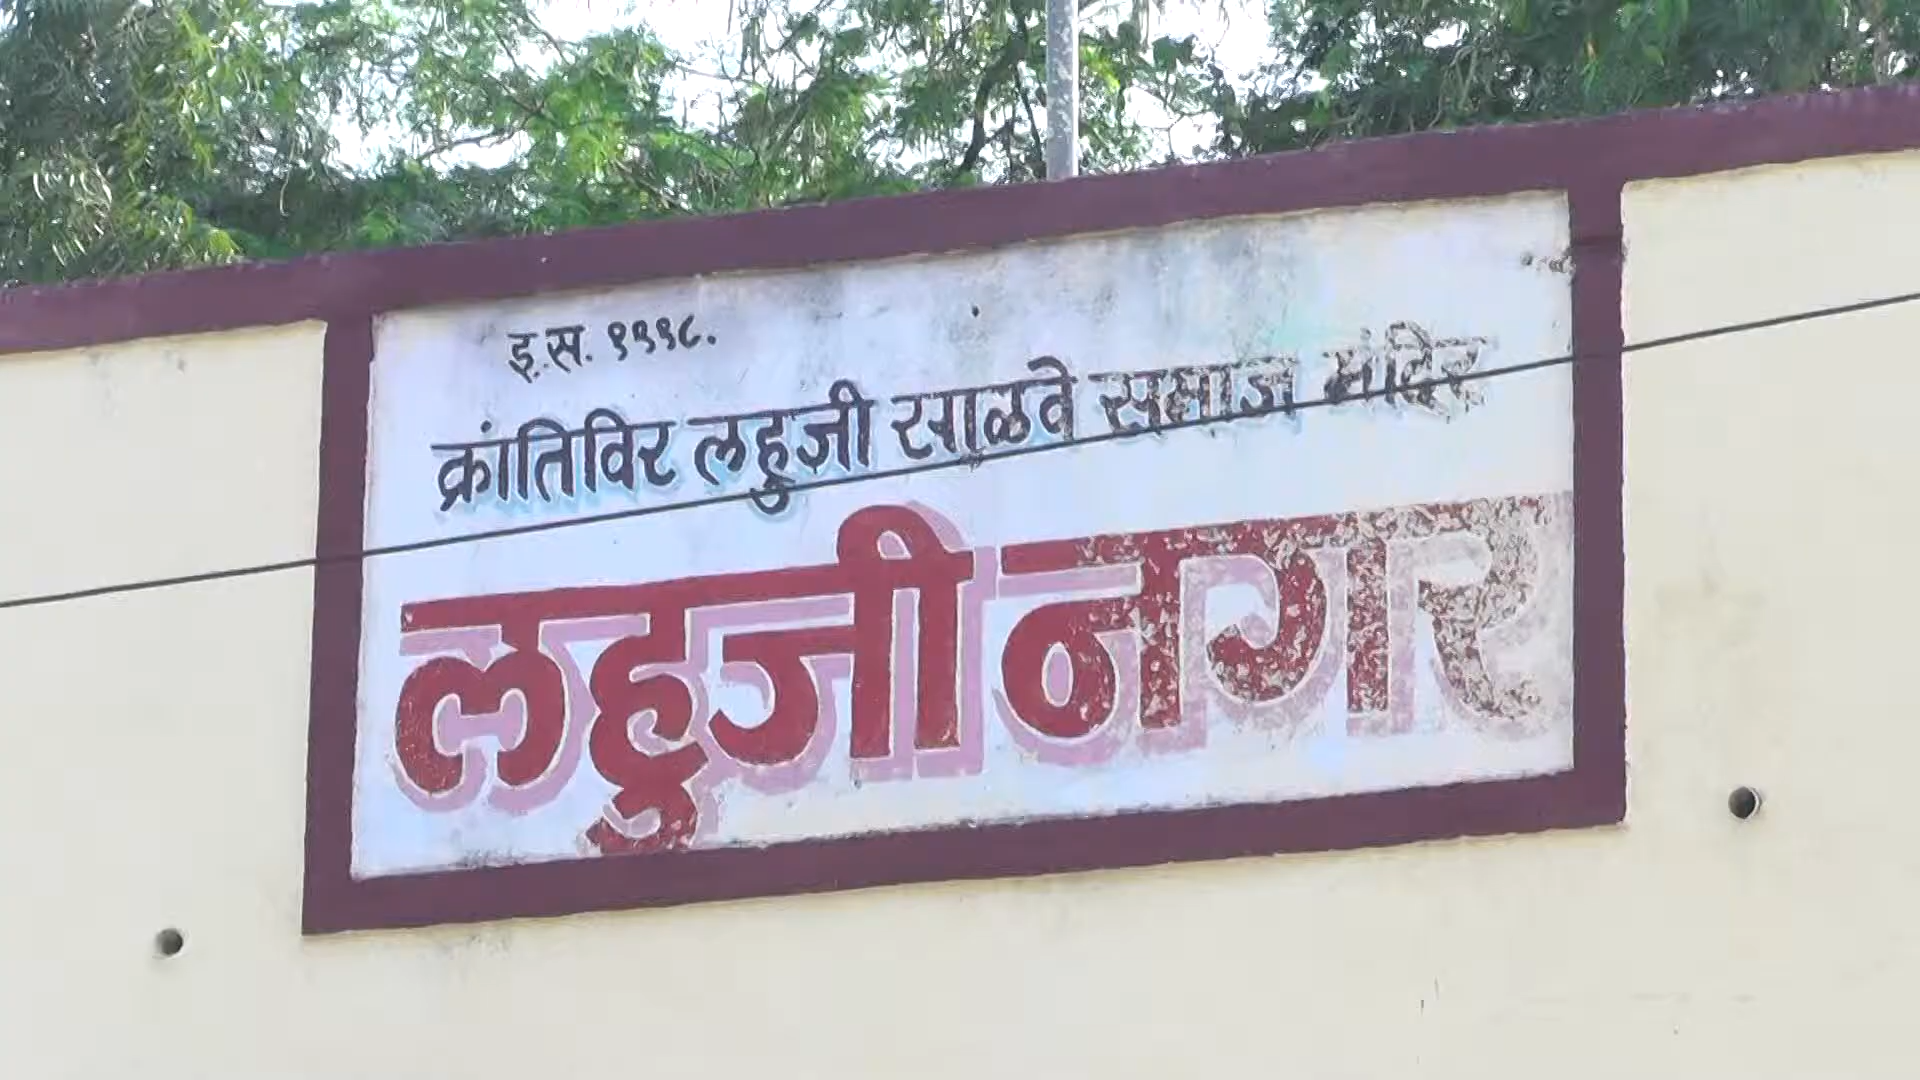 इ.स. १९९८.
क्रांतिविर लहुजी साळवे समाज मंदिर
लहुजी नगर